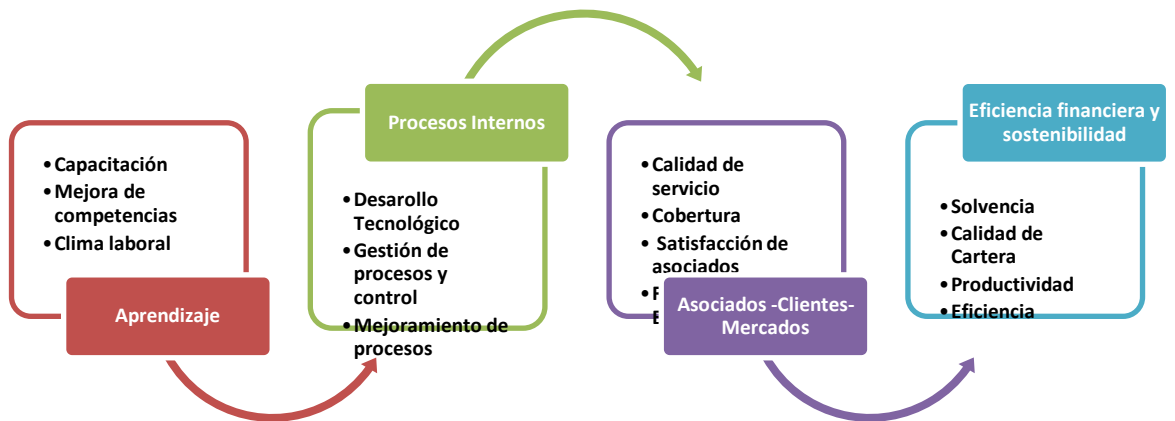 • Capacitación
• Mejora de
competencias
• Clima laboral
Aprendizaje
Procesos Internos
• Desarollo
Tecnológico
• Gestión de
procesos y
control
• Mejoramiento de
procesos
• Calidad de
servicio
• Cobertura
• Satisfacción de
asociados
Asociados -Clientes-
Mercados
Eficiencia financiera y
sostenibilidad
• Solvencia
• Calidad de
Cartera
• Productividad
• Eficiencia